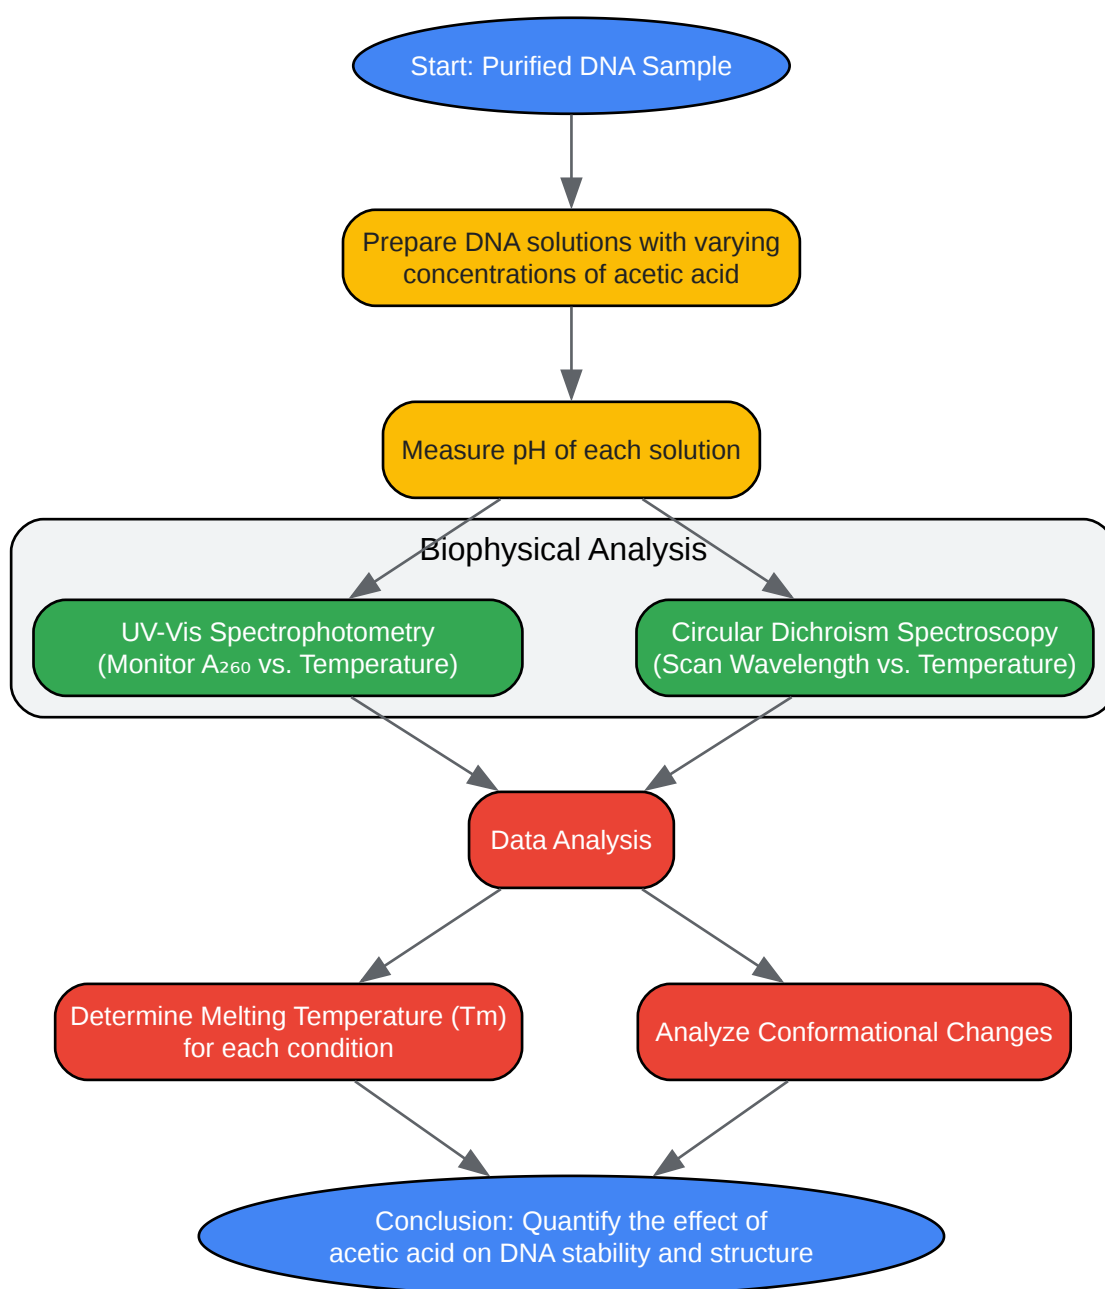 Start: Purified DNA Sample
Prepare DNA solutions with varying
concentrations of acetic acid
Measure pH of each solution
Biophysical Analysis
UV-Vis Spectrophotometry
(Monitor A₂₆₀ vs. Temperature)
Circular Dichroism Spectroscopy
(Scan Wavelength vs. Temperature)
Data Analysis
Determine Melting Temperature (Tm)
for each condition
Analyze Conformational Changes
Conclusion: Quantify the effect of
acetic acid on DNA stability and structure